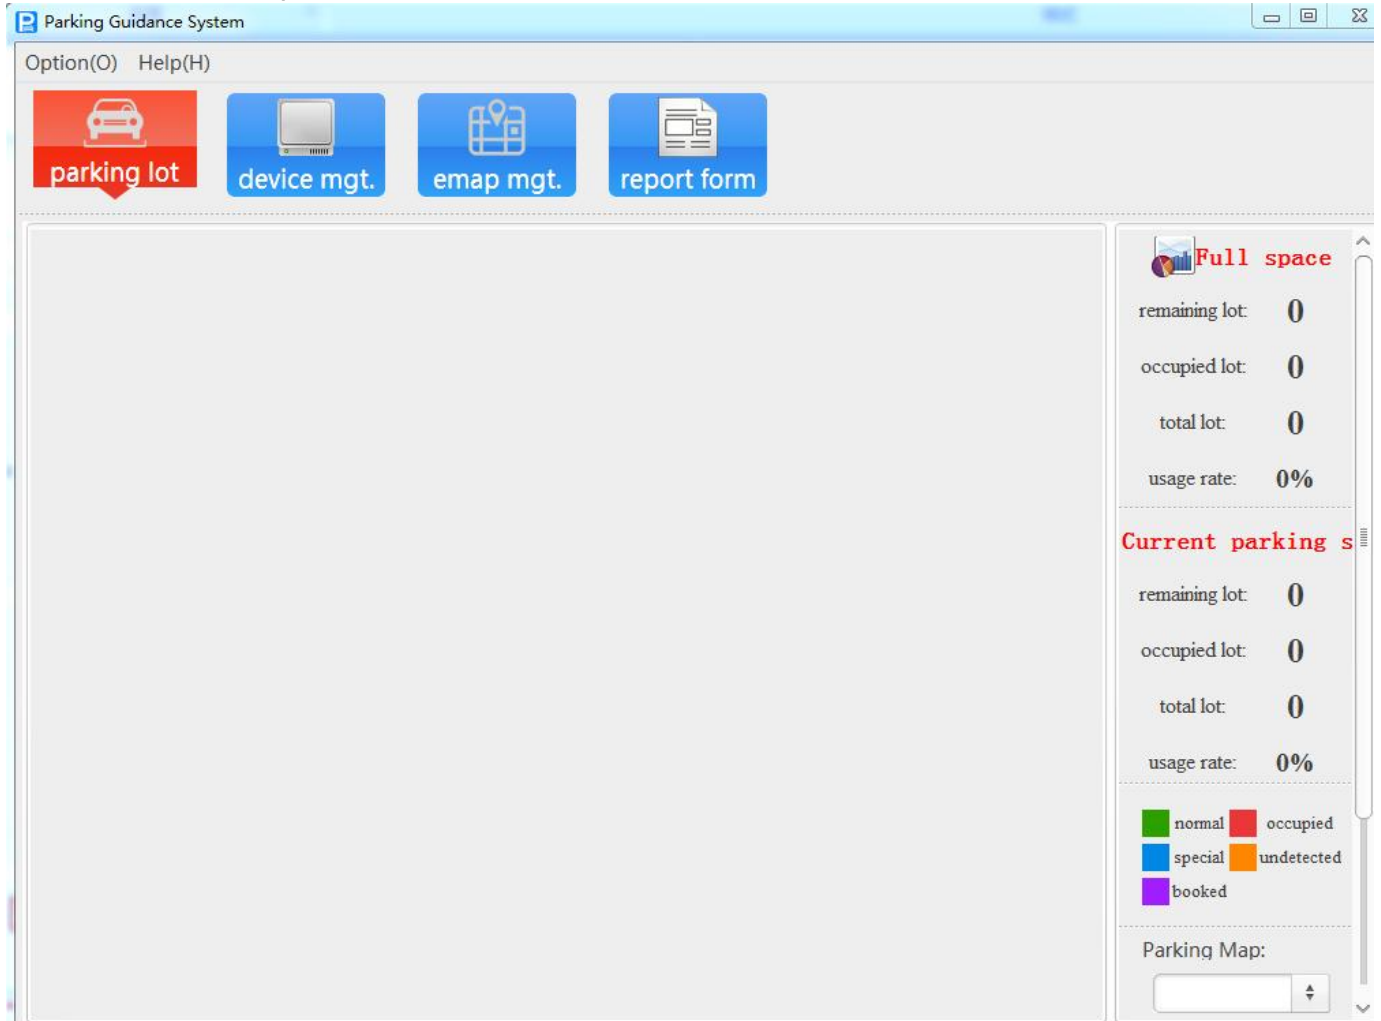 Parking Guidance System
Option(O) Help(H)
parking lot device mgt. emap mgt. report form
Full space
remaining lot: 0
occupied lot: 0
total lot: 0
usage rate: 0%
Current parking s
remaining lot: 0
occupied lot: 0
total lot: 0
usage rate: 0%
normal occupied
special undetected
booked
Parking Map: